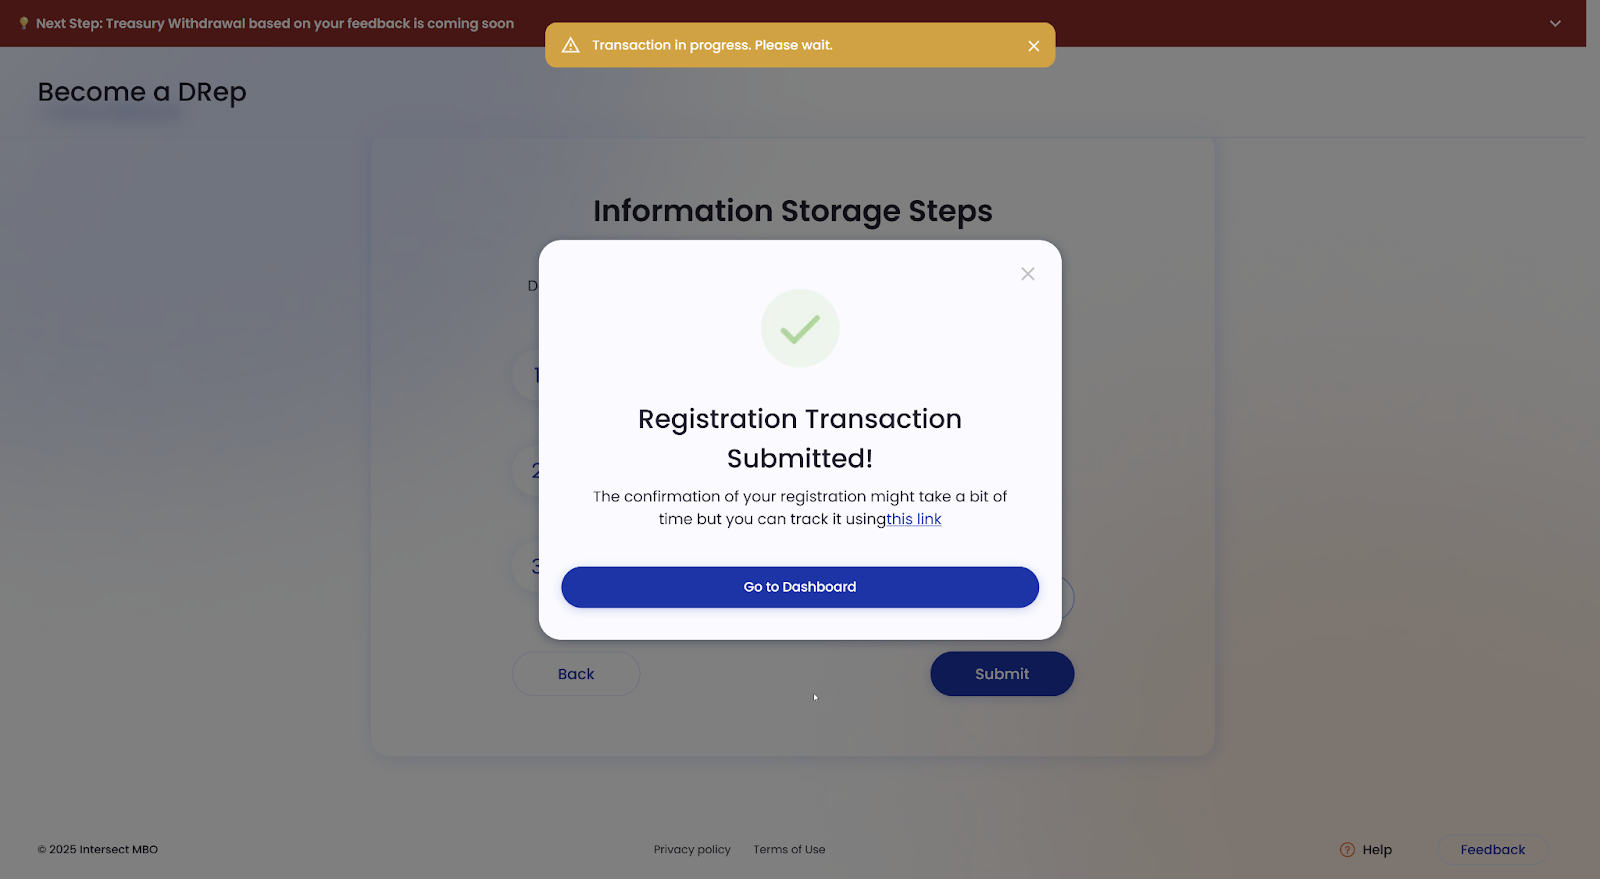 Next Step: Treasury Withdrawal based on your feedback is coming soon
Transaction in progress. Please wait.
Become a DRep
Information Storage Steps
D
1
2
3
Registration Transaction
Submitted!
The confirmation of your registration might take a bit of
time but you can track it usingthis link
Go to Dashboard
Back
Submit
© 2025 Intersect MBO
Privacy policy
Terms of Use
Help
Feedback